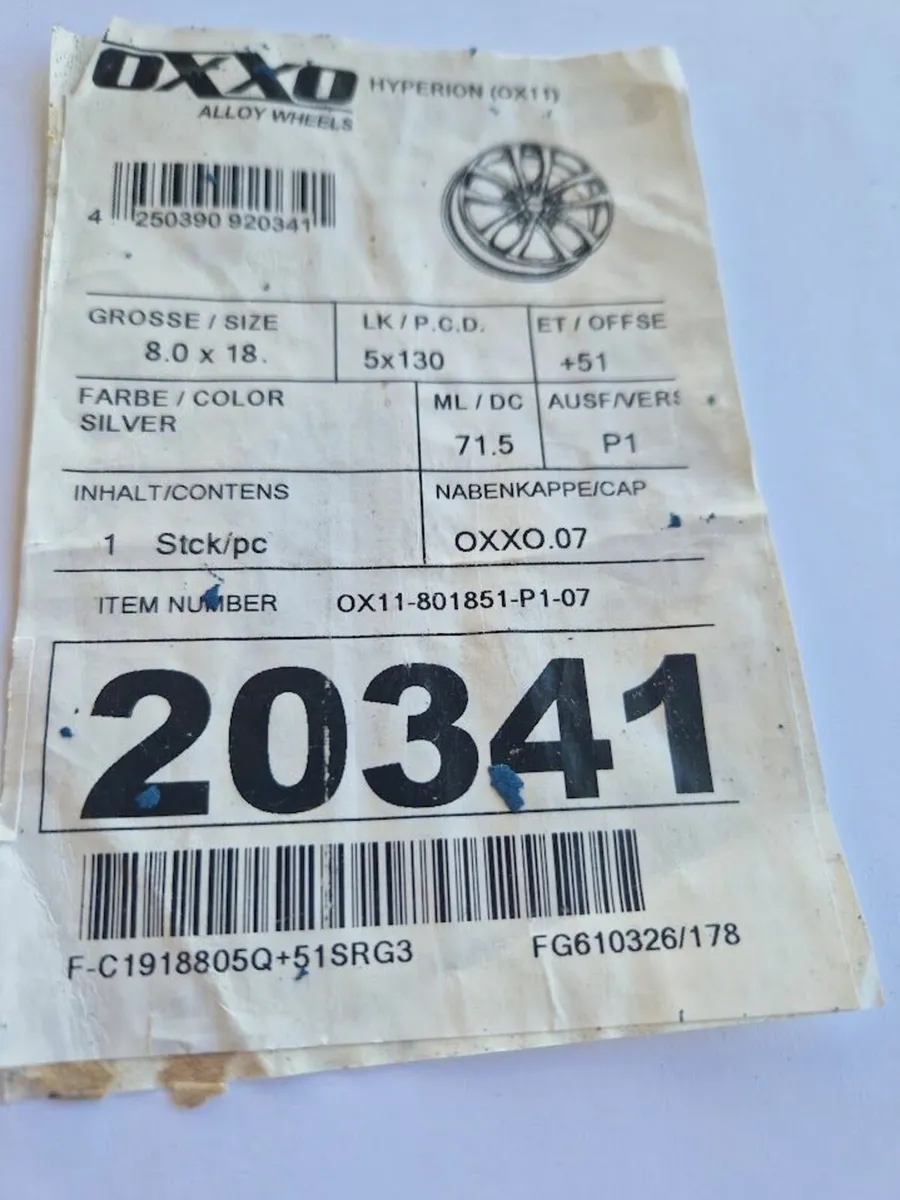 OXXO HYPERION (OX11)
ALLOY WHEELS
4 250390 920341
GROSSE / SIZE LK / P.C.D. ET / OFFSE
8.0 x 18. 5x130 +51
FARBE / COLOR ML / DC AUSF/VERS
SILVER
71.5 P1
INHALT/CONTENS NABENKAPPE/CAP
1 Stck/pc OXXO.07
ITEM NUMBER OX11-801851-P1-07
20341
F-C1918805Q+51SRG3 FG610326/178